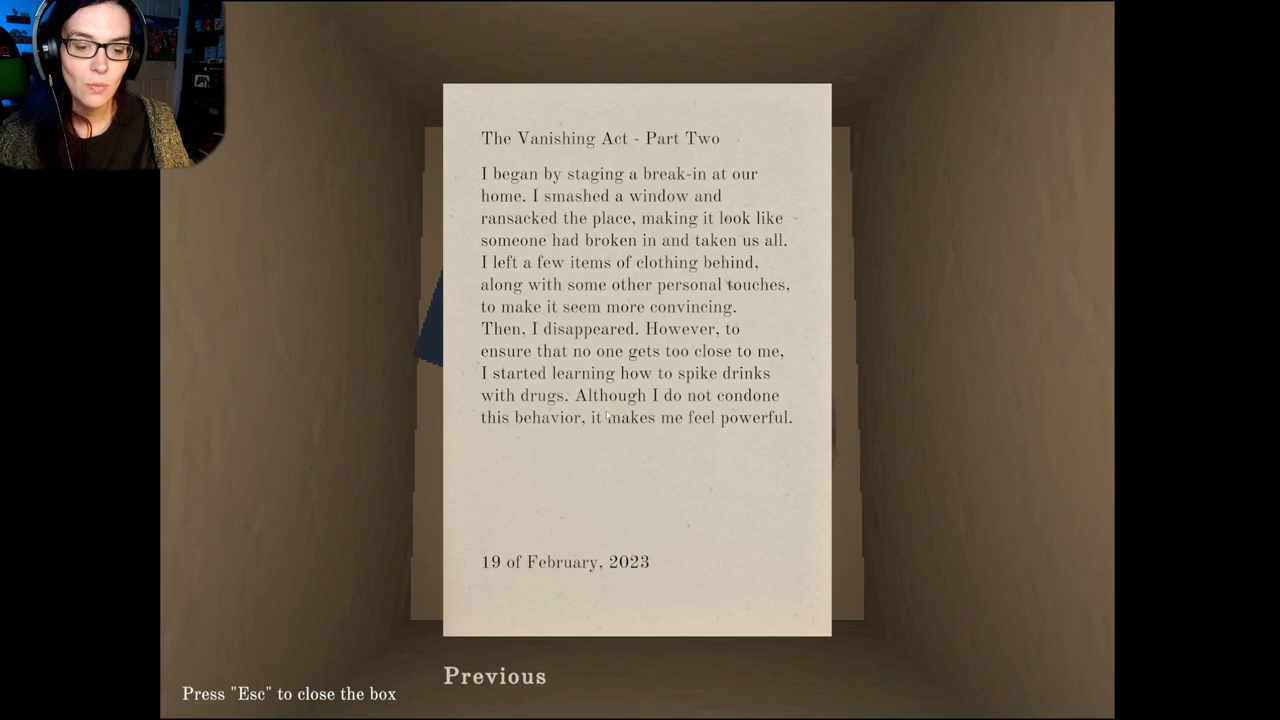 The Vanishing Act - Part Two
I began by staging a break-in at our
home. I smashed a window and
ransacked the place, making it look like
someone had broken in and taken us all.
I left a few items of clothing behind,
along with some other personal touches,
to make it seem more convincing.
Then, I disappeared. However, to
ensure that no one gets too close to me,
I started learning how to spike drinks
with drugs. Although I do not condone
this behavior, it makes me feel powerful.
19 of February, 2023
Previous
Press "Esc" to close the box